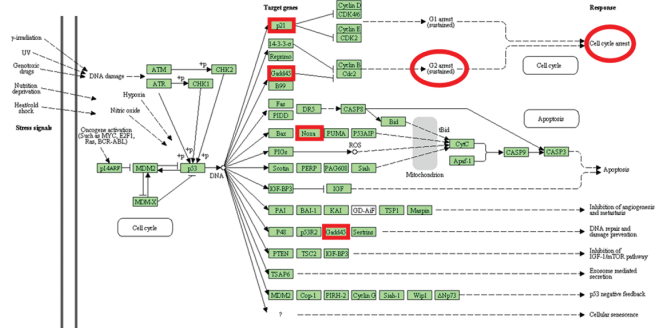 Target genes
Response
Cyclin D
CDK4/6
p21
G1 arrest
(sustained)
Cyclin E
CDK2
14-3-3-σ
Reprimo
Cyclin B
Cdc2
G2 arrest
(sustained)
Cell cycle arrest
Cell cycle
Gadd45
B99
γ-irradiation
UV
Genotoxic
drugs
Nutrition
deprivation
Heat/cold
shock
Stress signals
DNA damage
ATM
CHK2
ATR
CHK1
+p
+p
+p
+p
Hypoxia
Nitric oxide
Oncogene activation
(Such as MYC, E2F1,
Ras, BCR-ABL)
p14ARF
MDM2
p53
DNA
MDM-X
Cell cycle
Fas
PIDD
DR5
CASP8
Bid
tBid
Apoptosis
Bax
Noxa
PUMA
P53AIP
ROS
PIGs
CytC
Apaf-1
CASP9
CASP3
Mitochondrion
Scotin
PERP
PAG608
Siah
IGF-BP3
IGF
Apoptosis
PAI
BAI-1
KAI
GD-AiF
TSP1
Maspin
Inhibition of angiogenesis
and metastasis
P48
p53R2
Gadd45
Sestrins
DNA repair and
damage prevention
PTEN
TSC2
IGF-BP3
Inhibition of
IGF-1/mTOR pathway
TSAP6
Exosome mediated
secretion
MDM2
Cop-1
PIRH-2
Cyclin G
Siah-1
Wip1
ΔNp73
p53 negative feedback
?
Cellular senescence